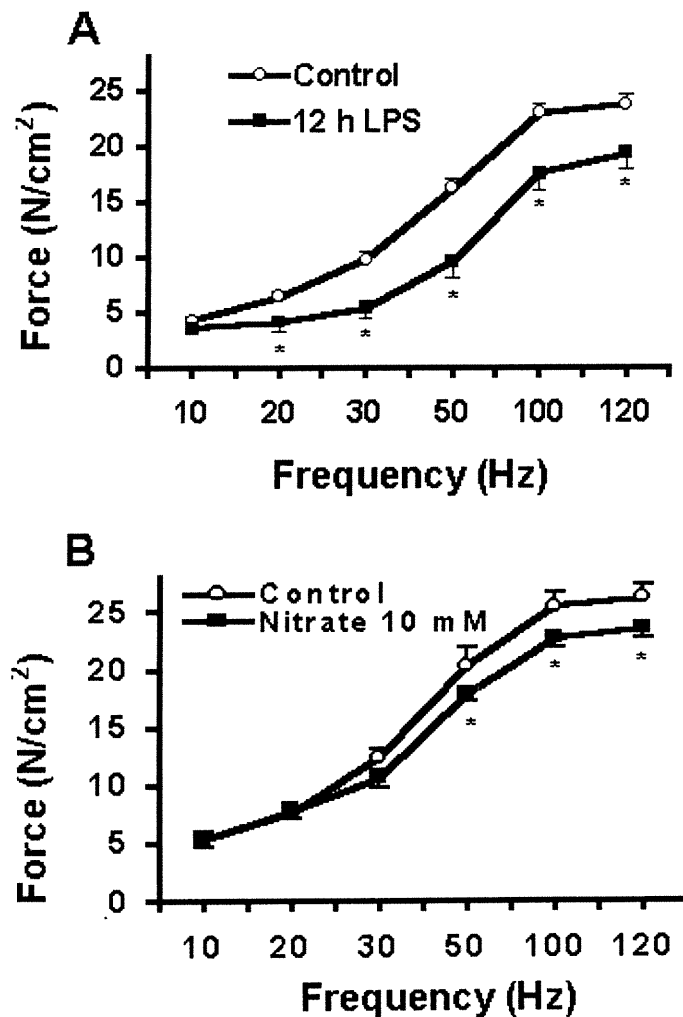 A
Control
12 h LPS
Force (N/cm²)
25
20
15
10
5
0
* * * * *
10 20 30 50 100 120
Frequency (Hz)
B
Control
Nitrate 10 mM
Force (N/cm²)
25
20
15
10
5
0
* * *
10 20 30 50 100 120
Frequency (Hz)